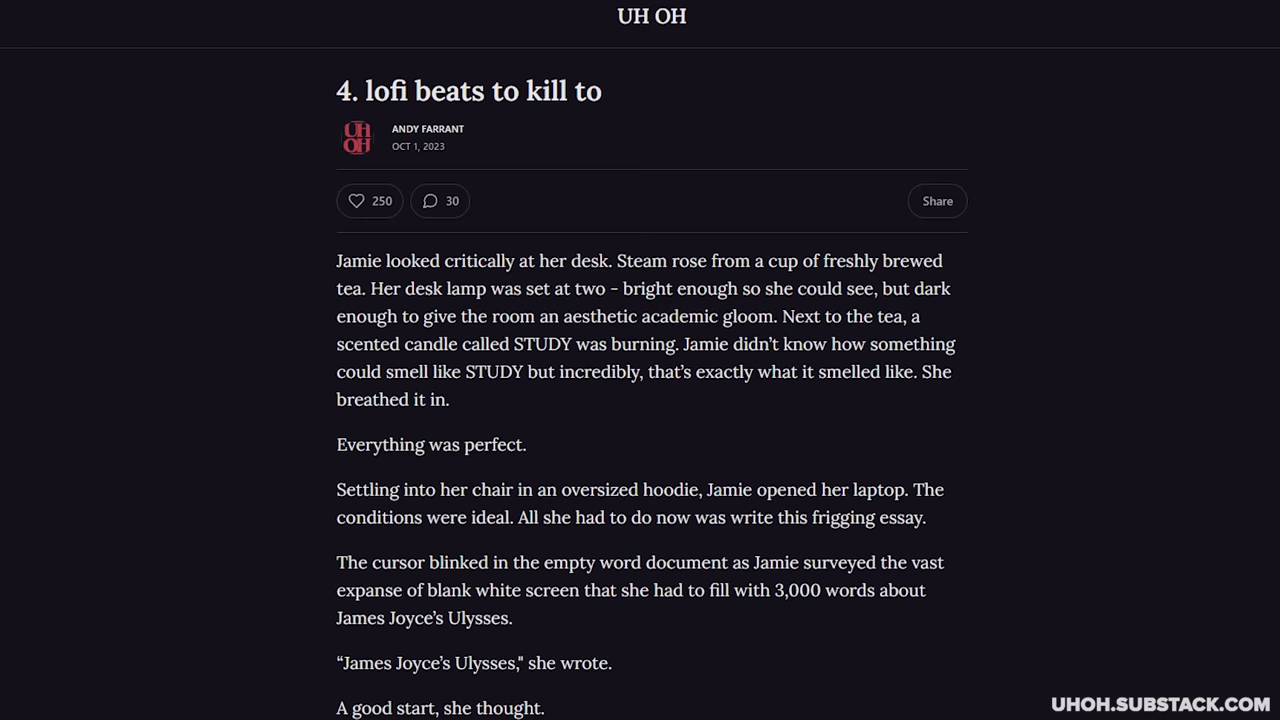 UH OH
4. lofi beats to kill to
UH
OH
ANDY FARRANT
OCT 1, 2023
250
30
Share
Jamie looked critically at her desk. Steam rose from a cup of freshly brewed
tea. Her desk lamp was set at two - bright enough so she could see, but dark
enough to give the room an aesthetic academic gloom. Next to the tea, a
scented candle called STUDY was burning. Jamie didn’t know how something
could smell like STUDY but incredibly, that’s exactly what it smelled like. She
breathed it in.
Everything was perfect.
Settling into her chair in an oversized hoodie, Jamie opened her laptop. The
conditions were ideal. All she had to do now was write this frigging essay.
The cursor blinked in the empty word document as Jamie surveyed the vast
expanse of blank white screen that she had to fill with 3,000 words about
James Joyce’s Ulysses.
“James Joyce’s Ulysses," she wrote.
A good start, she thought.
UHOH.SUBSTACK.COM